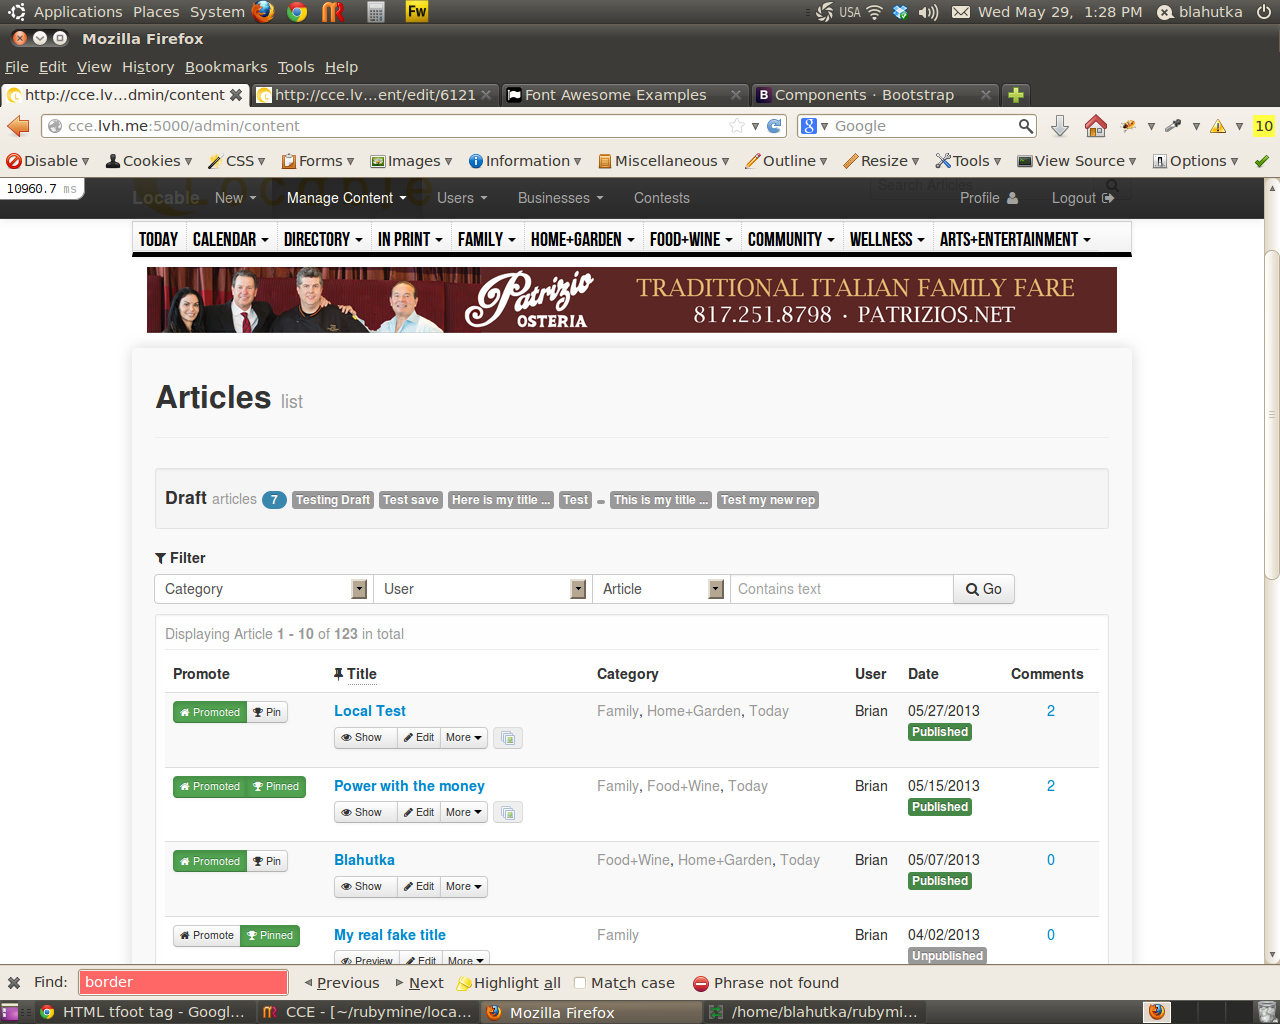 Applications Places System Fw USA Wed May 29, 1:28 PM blahutka
Mozilla Firefox
File Edit View History Bookmarks Tools Help
http://cce.lv...dmin/content http://cce.lv...ent/edit/6121 Font Awesome Examples B Components · Bootstrap
cce.lvh.me:5000/admin/content Google 10
Disable Cookies CSS Forms Images Information Miscellaneous Outline Resize Tools View Source Options
10960.7 ms
Locable New Manage Content Users Businesses Contests Search Articles Profile Logout
TODAY CALENDAR DIRECTORY IN PRINT FAMILY HOME+GARDEN FOOD+WINE COMMUNITY WELLNESS ARTS+ENTERTAINMENT
Patrizio OSTERIA TRADITIONAL ITALIAN FAMILY FARE
817.251.8798 · PATRIZIOS.NET
Articles list
Draft articles 7 Testing Draft Test save Here is my title ... Test This is my title ... Test my new rep
Filter
Category User Article Contains text Go
Displaying Article 1 - 10 of 123 in total
Promote Title Category User Date Comments
Promoted Pin Local Test Family, Home+Garden, Today Brian 05/27/2013 2
Show Edit More Published
Promoted Pinned Power with the money Family, Food+Wine, Today Brian 05/15/2013 2
Show Edit More Published
Promoted Pin Blahutka Food+Wine, Home+Garden, Today Brian 05/07/2013 0
Show Edit More Published
Promote Pinned My real fake title Family Brian 04/02/2013 0
Preview Edit More Unpublished
Find: border Previous Next Highlight all Match case Phrase not found
HTML tfoot tag - Googl... CCE - [~/rubymine/loca... Mozilla Firefox /home/blahutka/rubymi...